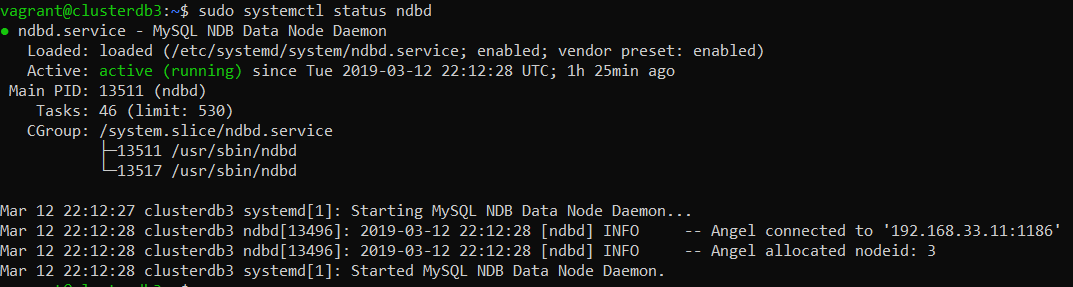 vagrant@clusterdb3:~$ sudo systemctl status ndbd
● ndbd.service - MySQL NDB Data Node Daemon
   Loaded: loaded (/etc/systemd/system/ndbd.service; enabled; vendor preset: enabled)
   Active: active (running) since Tue 2019-03-12 22:12:28 UTC; 1h 25min ago
 Main PID: 13511 (ndbd)
    Tasks: 46 (limit: 530)
   CGroup: /system.slice/ndbd.service
           ├─13511 /usr/sbin/ndbd
           └─13517 /usr/sbin/ndbd

Mar 12 22:12:27 clusterdb3 systemd[1]: Starting MySQL NDB Data Node Daemon...
Mar 12 22:12:28 clusterdb3 ndbd[13496]: 2019-03-12 22:12:28 [ndbd] INFO     -- Angel connected to '192.168.33.11:1186'
Mar 12 22:12:28 clusterdb3 ndbd[13496]: 2019-03-12 22:12:28 [ndbd] INFO     -- Angel allocated nodeid: 3
Mar 12 22:12:28 clusterdb3 systemd[1]: Started MySQL NDB Data Node Daemon.